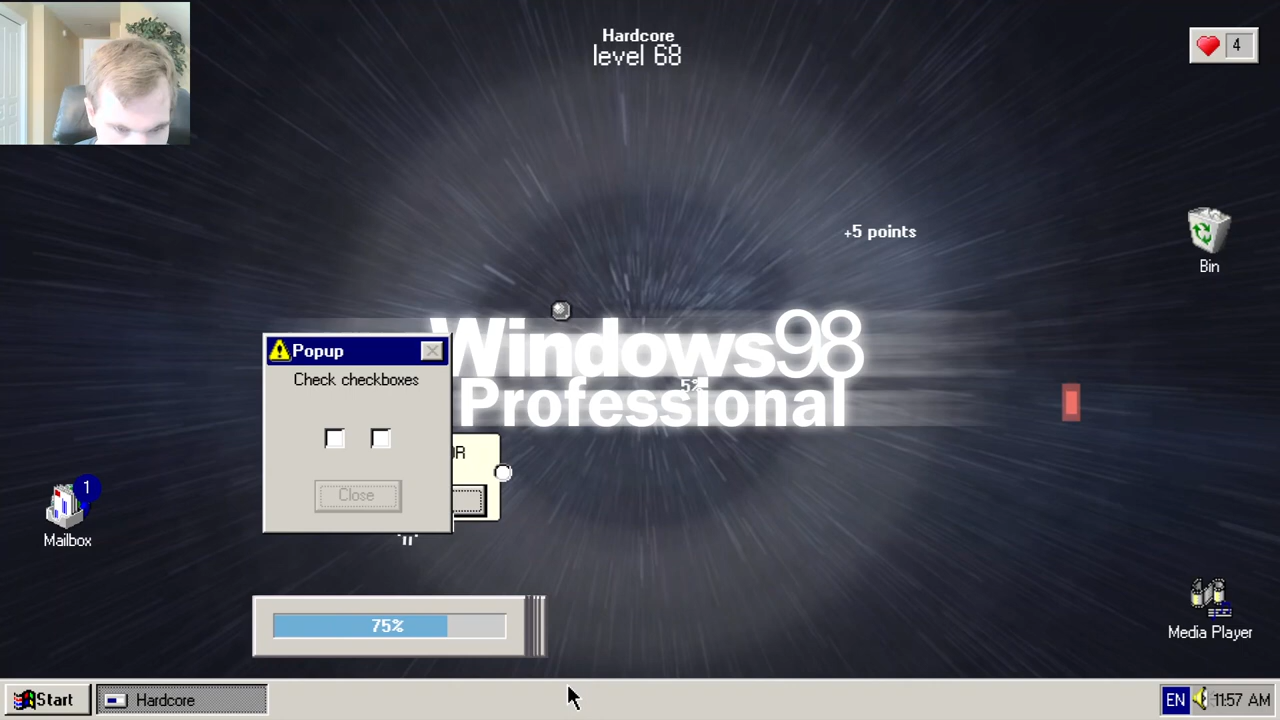 Hardcore
level 68
4
+5 points
Bin
Windows98
Professional
5%
Popup
Check checkboxes
Close
1
Mailbox
75%
Media Player
Start
Hardcore
EN
11:57 AM